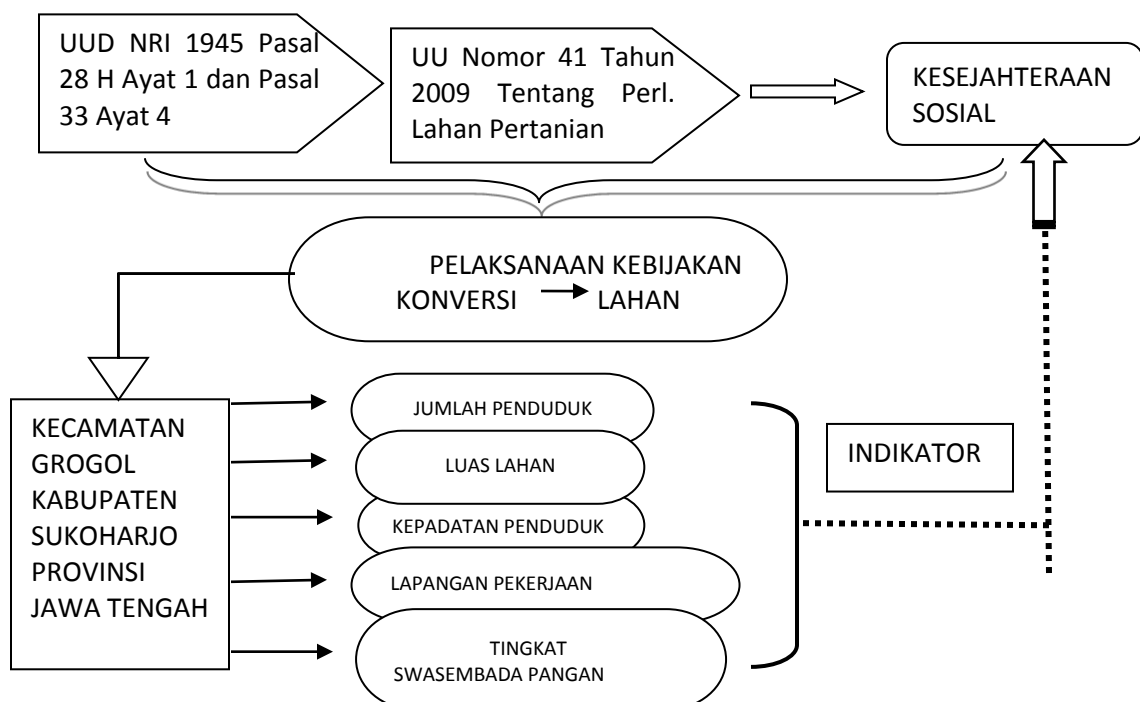 UUD NRI 1945 Pasal
28 H Ayat 1 dan Pasal
33 Ayat 4
UU Nomor 41 Tahun
2009 Tentang Perl.
Lahan Pertanian
KESEJAHTERAAN
SOSIAL
PELAKSANAAN KEBIJAKAN
KONVERSI LAHAN
KECAMATAN
GROGOL
KABUPATEN
SUKOHARJO
PROVINSI
JAWA TENGAH
JUMLAH PENDUDUK
LUAS LAHAN
KEPADATAN PENDUDUK
LAPANGAN PEKERJAAN
TINGKAT
SWASEMBADA PANGAN
INDIKATOR